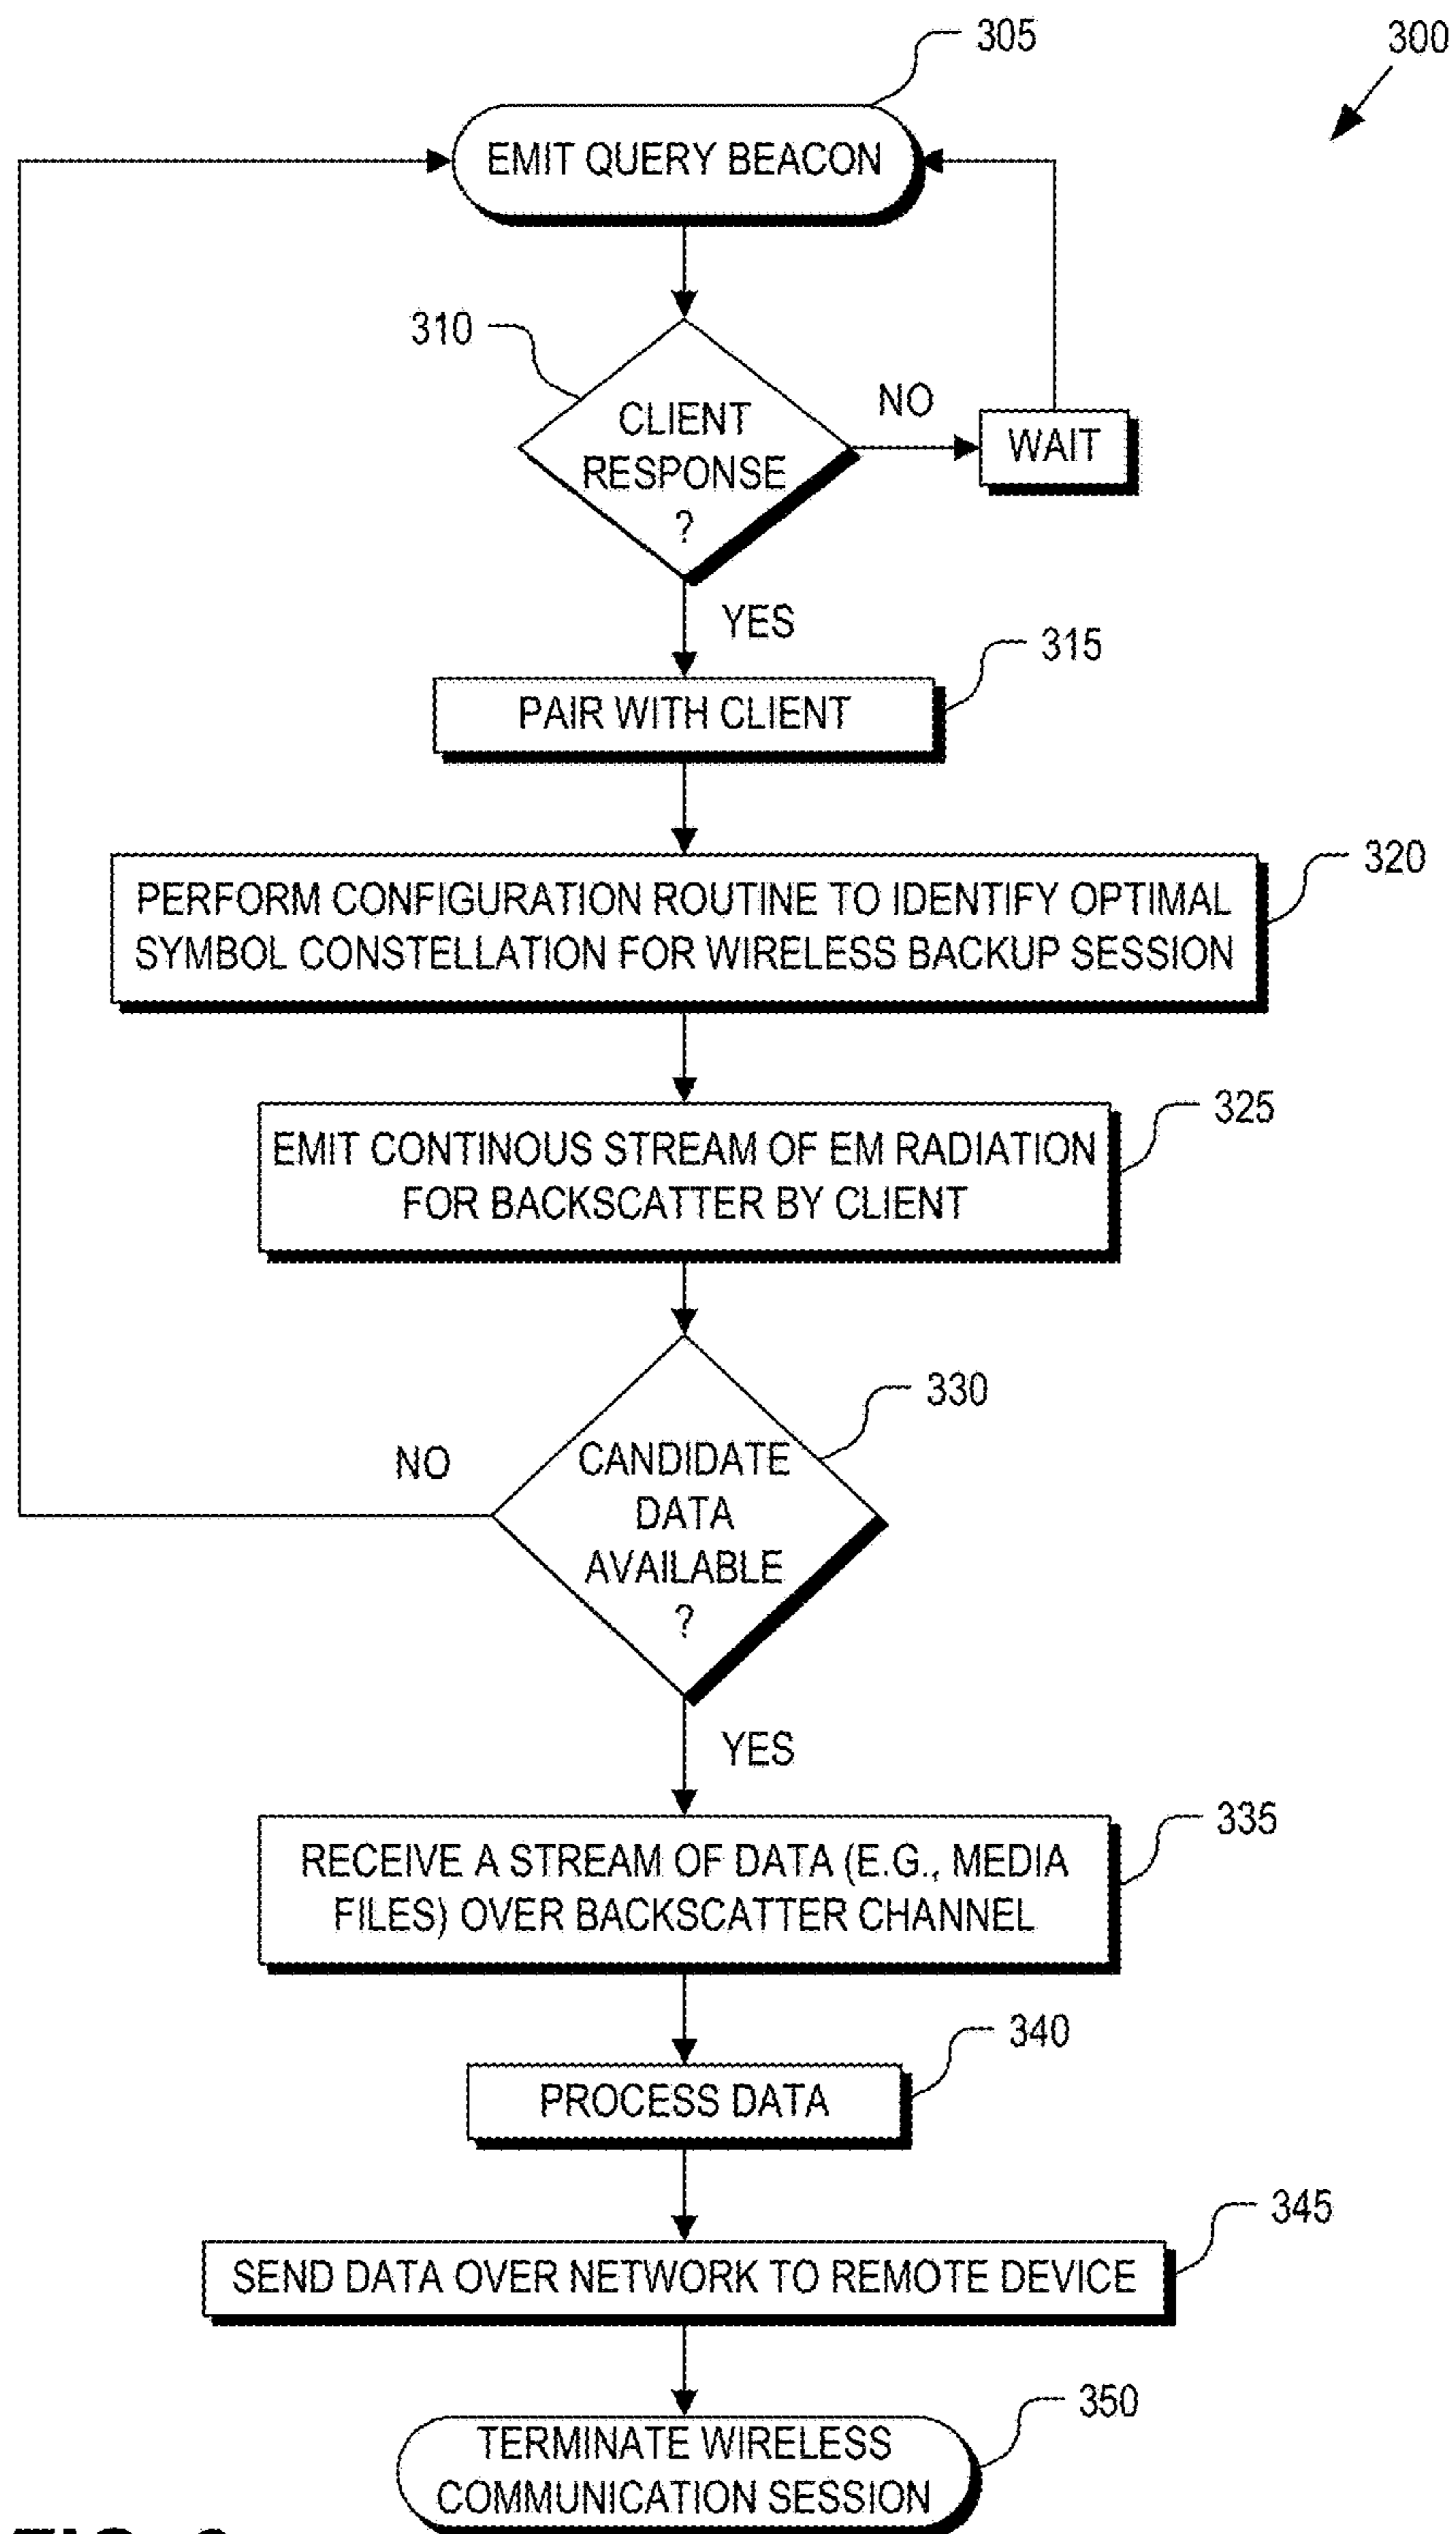 305
300
EMIT QUERY BEACON
310
CLIENT
RESPONSE
?
NO
WAIT
YES
315
PAIR WITH CLIENT
320
PERFORM CONFIGURATION ROUTINE TO IDENTIFY OPTIMAL
SYMBOL CONSTELLATION FOR WIRELESS BACKUP SESSION
325
EMIT CONTINOUS STREAM OF EM RADIATION
FOR BACKSCATTER BY CLIENT
330
NO
CANDIDATE
DATA
AVAILABLE
?
YES
335
RECEIVE A STREAM OF DATA (E.G., MEDIA
FILES) OVER BACKSCATTER CHANNEL
340
PROCESS DATA
345
SEND DATA OVER NETWORK TO REMOTE DEVICE
350
TERMINATE WIRELESS
COMMUNICATION SESSION